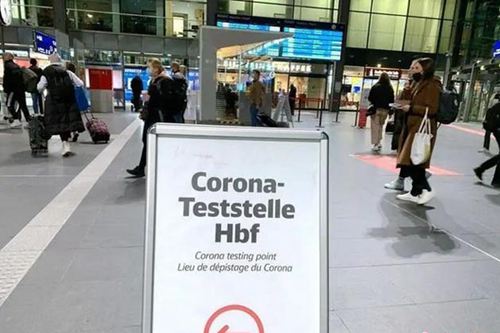 Corona-
Teststelle
Hbf
Corona testing point
Lieu de dépistage du Corona